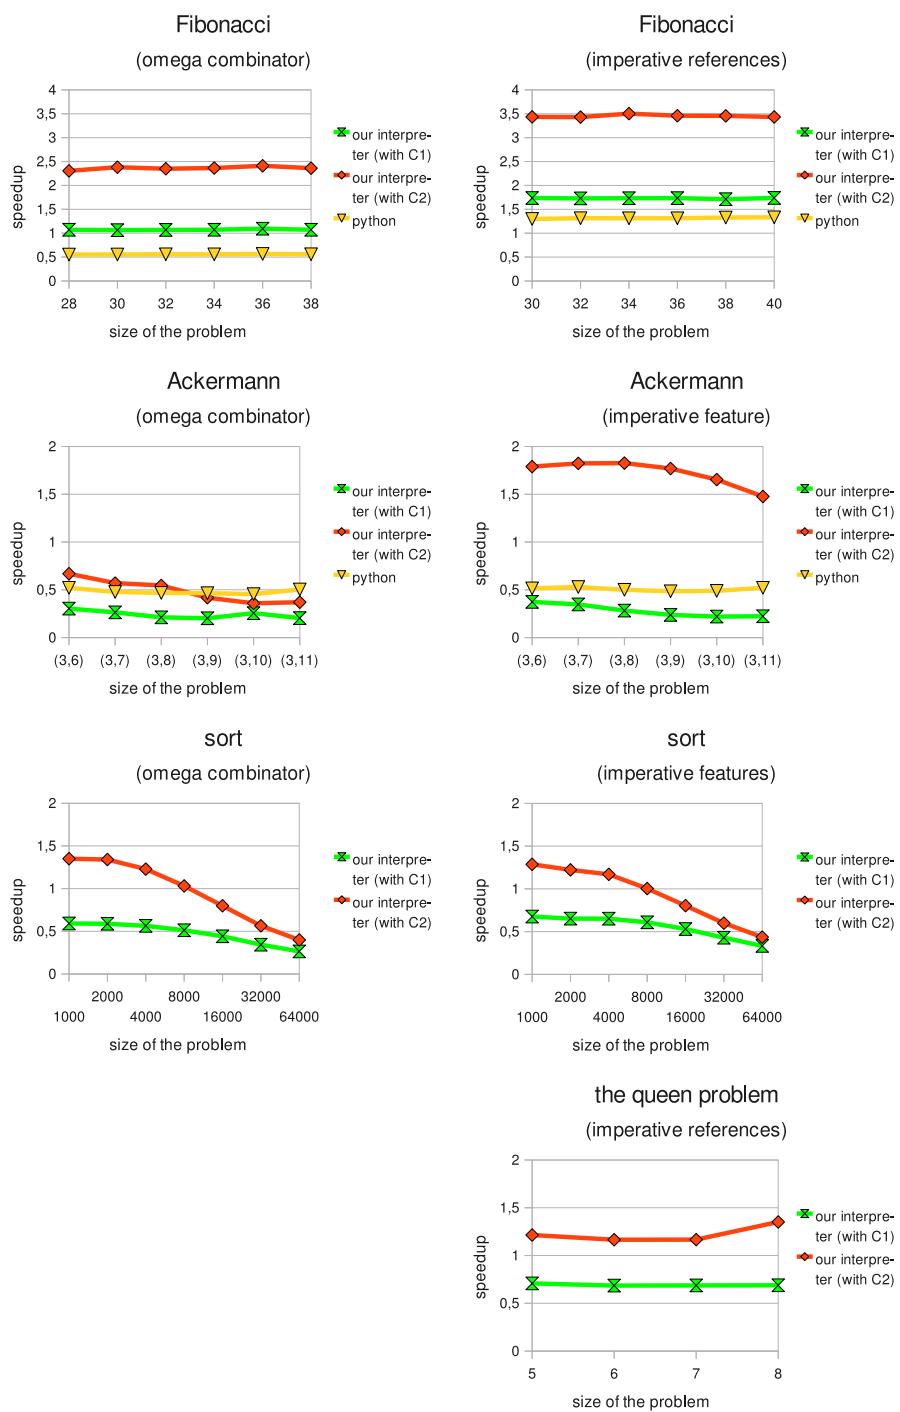 Fibonacci
(omega combinator)
4
3,5
3
2,5
2
1,5
1
0,5
0
speedup
28 30 32 34 36 38
size of the problem
our interpre-
ter (with C1)
our interpre-
ter (with C2)
python
Fibonacci
(imperative references)
4
3,5
3
2,5
2
1,5
1
0,5
0
speedup
30 32 34 36 38 40
size of the problem
our interpre-
ter (with C1)
our interpre-
ter (with C2)
python
Ackermann
(omega combinator)
2
1,5
1
0,5
0
speedup
(3,6) (3,7) (3,8) (3,9) (3,10) (3,11)
size of the problem
our interpre-
ter (with C1)
our interpre-
ter (with C2)
python
Ackermann
(imperative feature)
2
1,5
1
0,5
0
speedup
(3,6) (3,7) (3,8) (3,9) (3,10) (3,11)
size of the problem
our interpre-
ter (with C1)
our interpre-
ter (with C2)
python
sort
(omega combinator)
2
1,5
1
0,5
0
speedup
2000 8000 32000
1000 4000 16000 64000
size of the problem
our interpre-
ter (with C1)
our interpre-
ter (with C2)
sort
(imperative features)
2
1,5
1
0,5
0
speedup
2000 8000 32000
1000 4000 16000 64000
size of the problem
our interpre-
ter (with C1)
our interpre-
ter (with C2)
the queen problem
(imperative references)
2
1,5
1
0,5
0
speedup
5 6 7 8
size of the problem
our interpre-
ter (with C1)
our interpre-
ter (with C2)